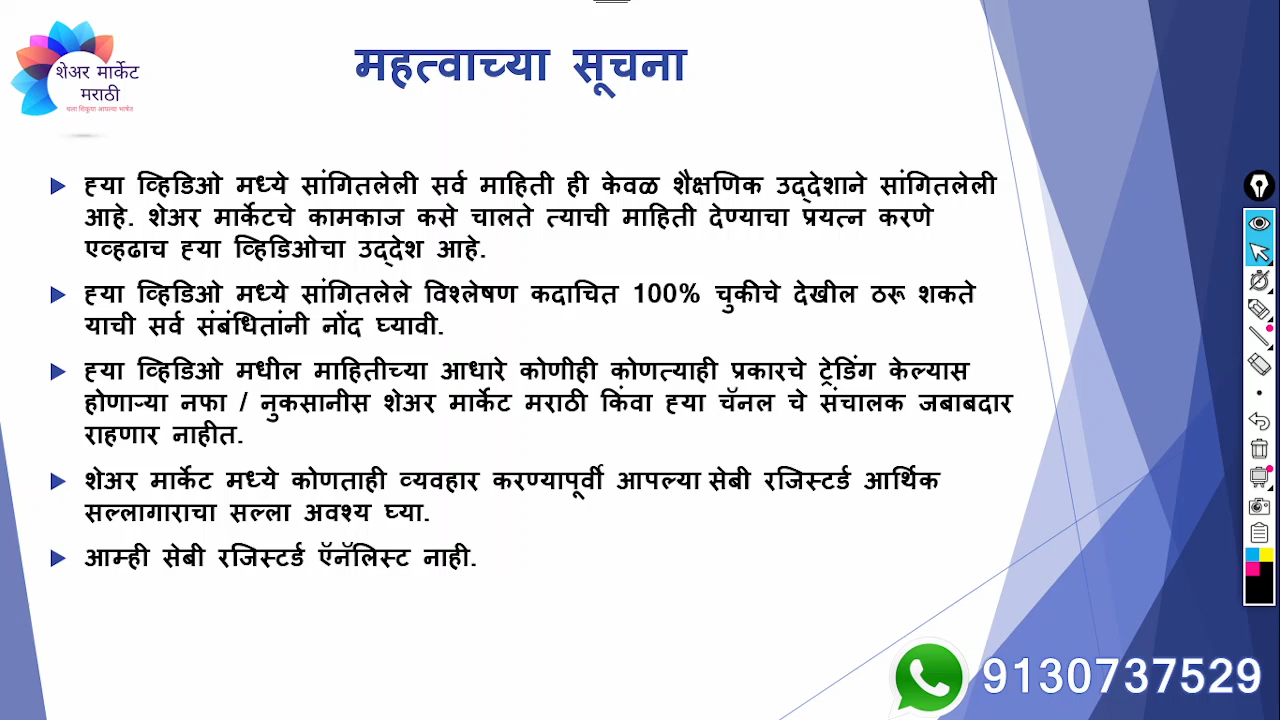 शेअर मार्केट
मराठी
चला शिकूया आपल्या भाषेत
महत्वाच्या सूचना
ह्या व्हिडिओ मध्ये सांगितलेली सर्व माहिती ही केवळ शैक्षणिक उद्देशाने सांगितलेली
आहे. शेअर मार्केटचे कामकाज कसे चालते त्याची माहिती देण्याचा प्रयत्न करणे
एव्हढाच ह्या व्हिडिओचा उद्देश आहे.
ह्या व्हिडिओ मध्ये सांगितलेले विश्लेषण कदाचित 100% चुकीचे देखील ठरू शकते
याची सर्व संबंधितांनी नोंद घ्यावी.
ह्या व्हिडिओ मधील माहितीच्या आधारे कोणीही कोणत्याही प्रकारचे ट्रेडिंग केल्यास
होणाऱ्या नफा / नुकसानीस शेअर मार्केट मराठी किंवा ह्या चॅनल चे संचालक जबाबदार
राहणार नाहीत.
शेअर मार्केट मध्ये कोणताही व्यवहार करण्यापूर्वी आपल्या सेबी रजिस्टर्ड आर्थिक
सल्लागाराचा सल्ला अवश्य घ्या.
आम्ही सेबी रजिस्टर्ड ऍनॅलिस्ट नाही.
9130737529